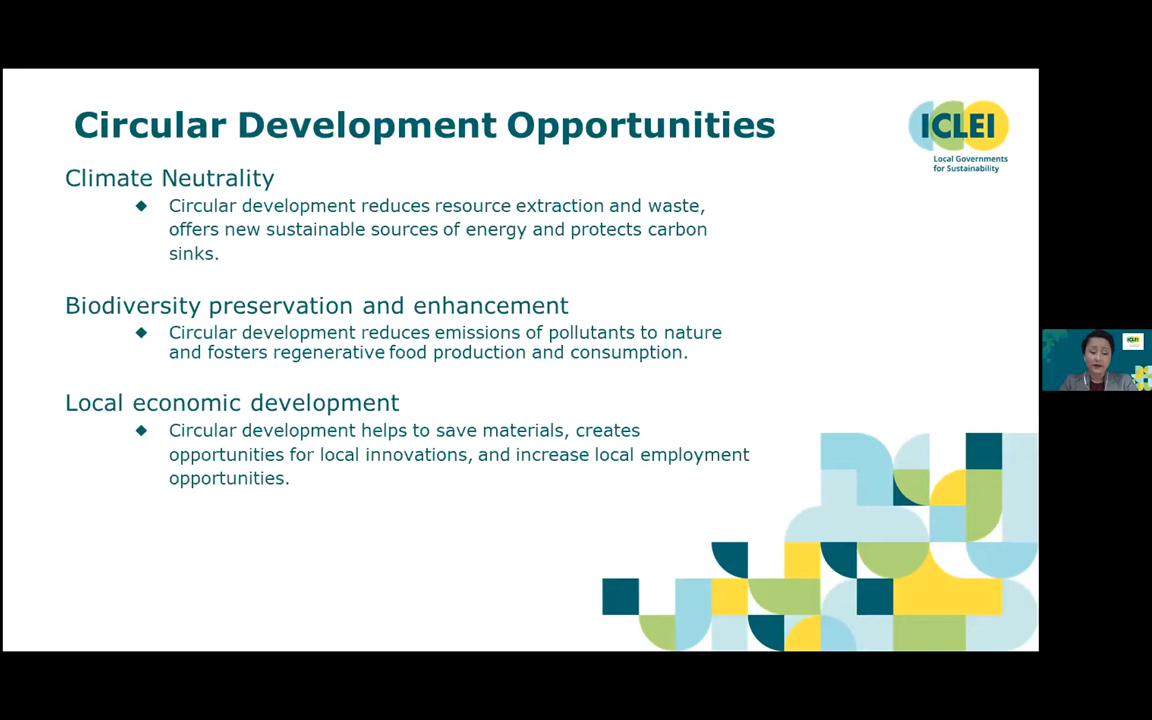 Circular Development Opportunities
ICLEI
Local Governments
for Sustainability
Climate Neutrality
Circular development reduces resource extraction and waste,
offers new sustainable sources of energy and protects carbon
sinks.
Biodiversity preservation and enhancement
Circular development reduces emissions of pollutants to nature
and fosters regenerative food production and consumption.
ICLEI
Local economic development
Circular development helps to save materials, creates
opportunities for local innovations, and increase local employment
opportunities.